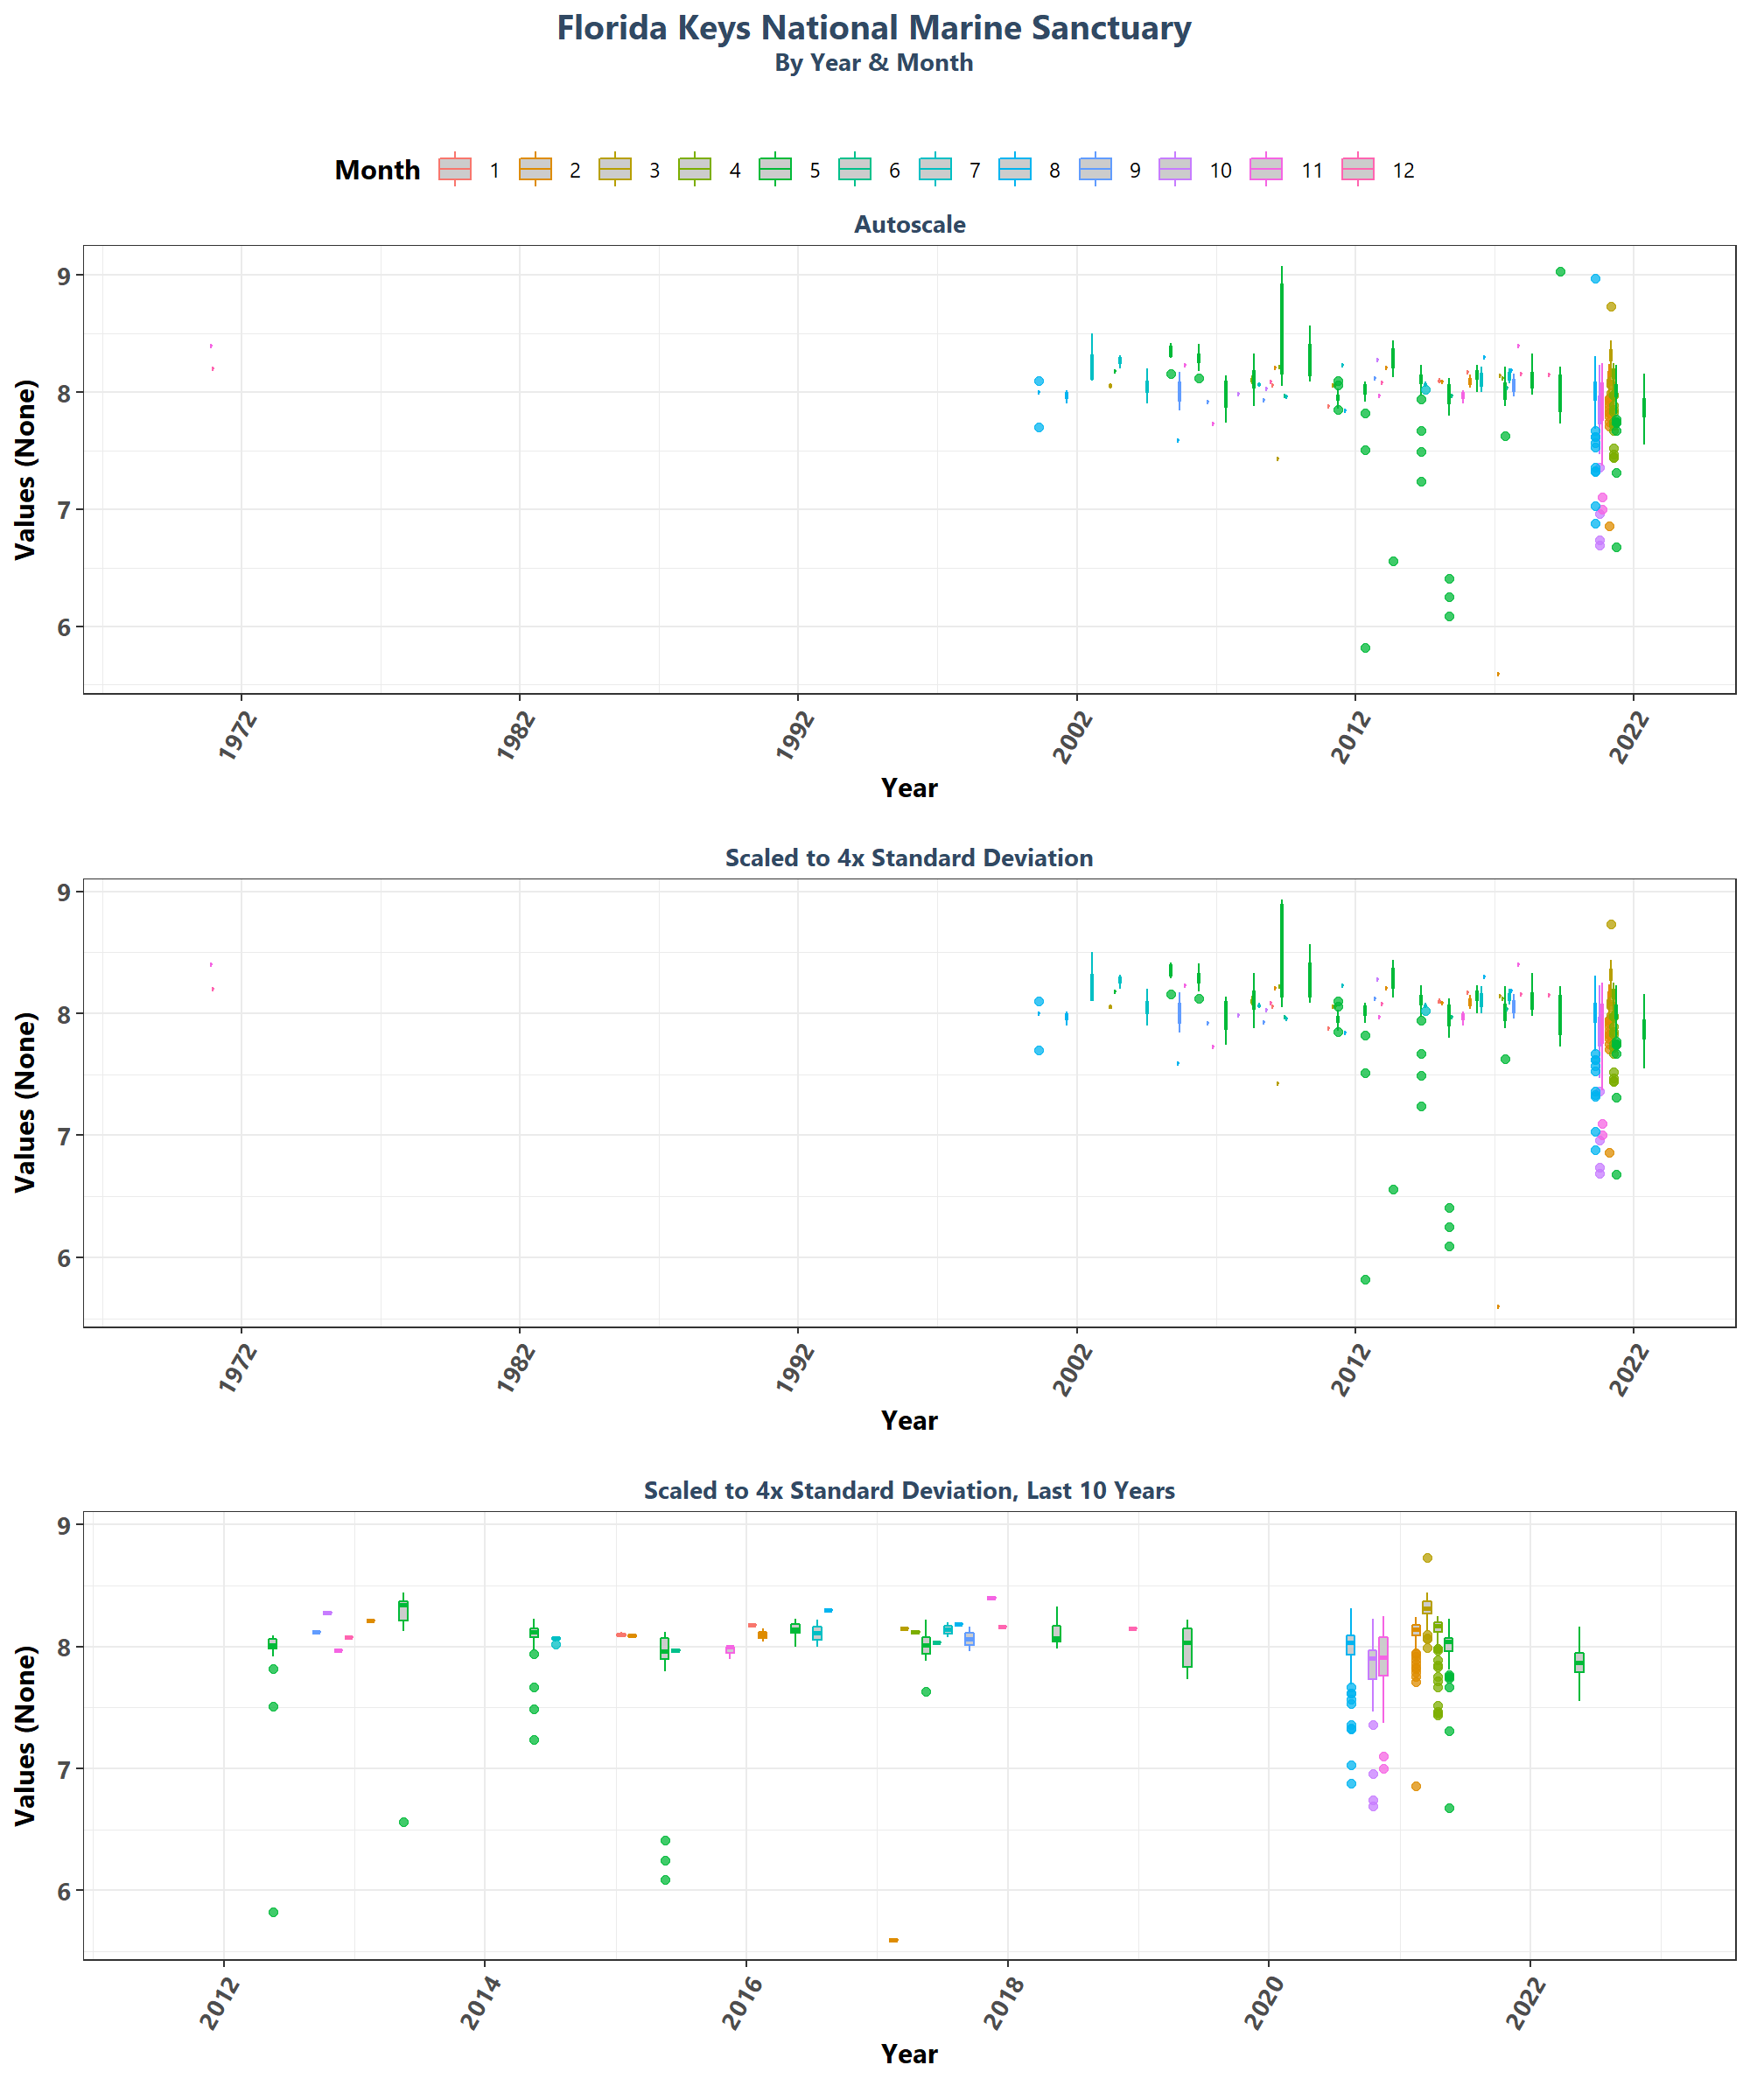 Florida Keys National Marine Sanctuary
By Year & Month
Month 1 2 3 4 5 6 7 8 9 10 11 12
Autoscale
Values (None)
9
8
7
6
1972 1982 1992 2002 2012 2022
Year
Scaled to 4x Standard Deviation
Values (None)
9
8
7
6
1972 1982 1992 2002 2012 2022
Year
Scaled to 4x Standard Deviation, Last 10 Years
Values (None)
9
8
7
6
2012 2014 2016 2018 2020 2022
Year